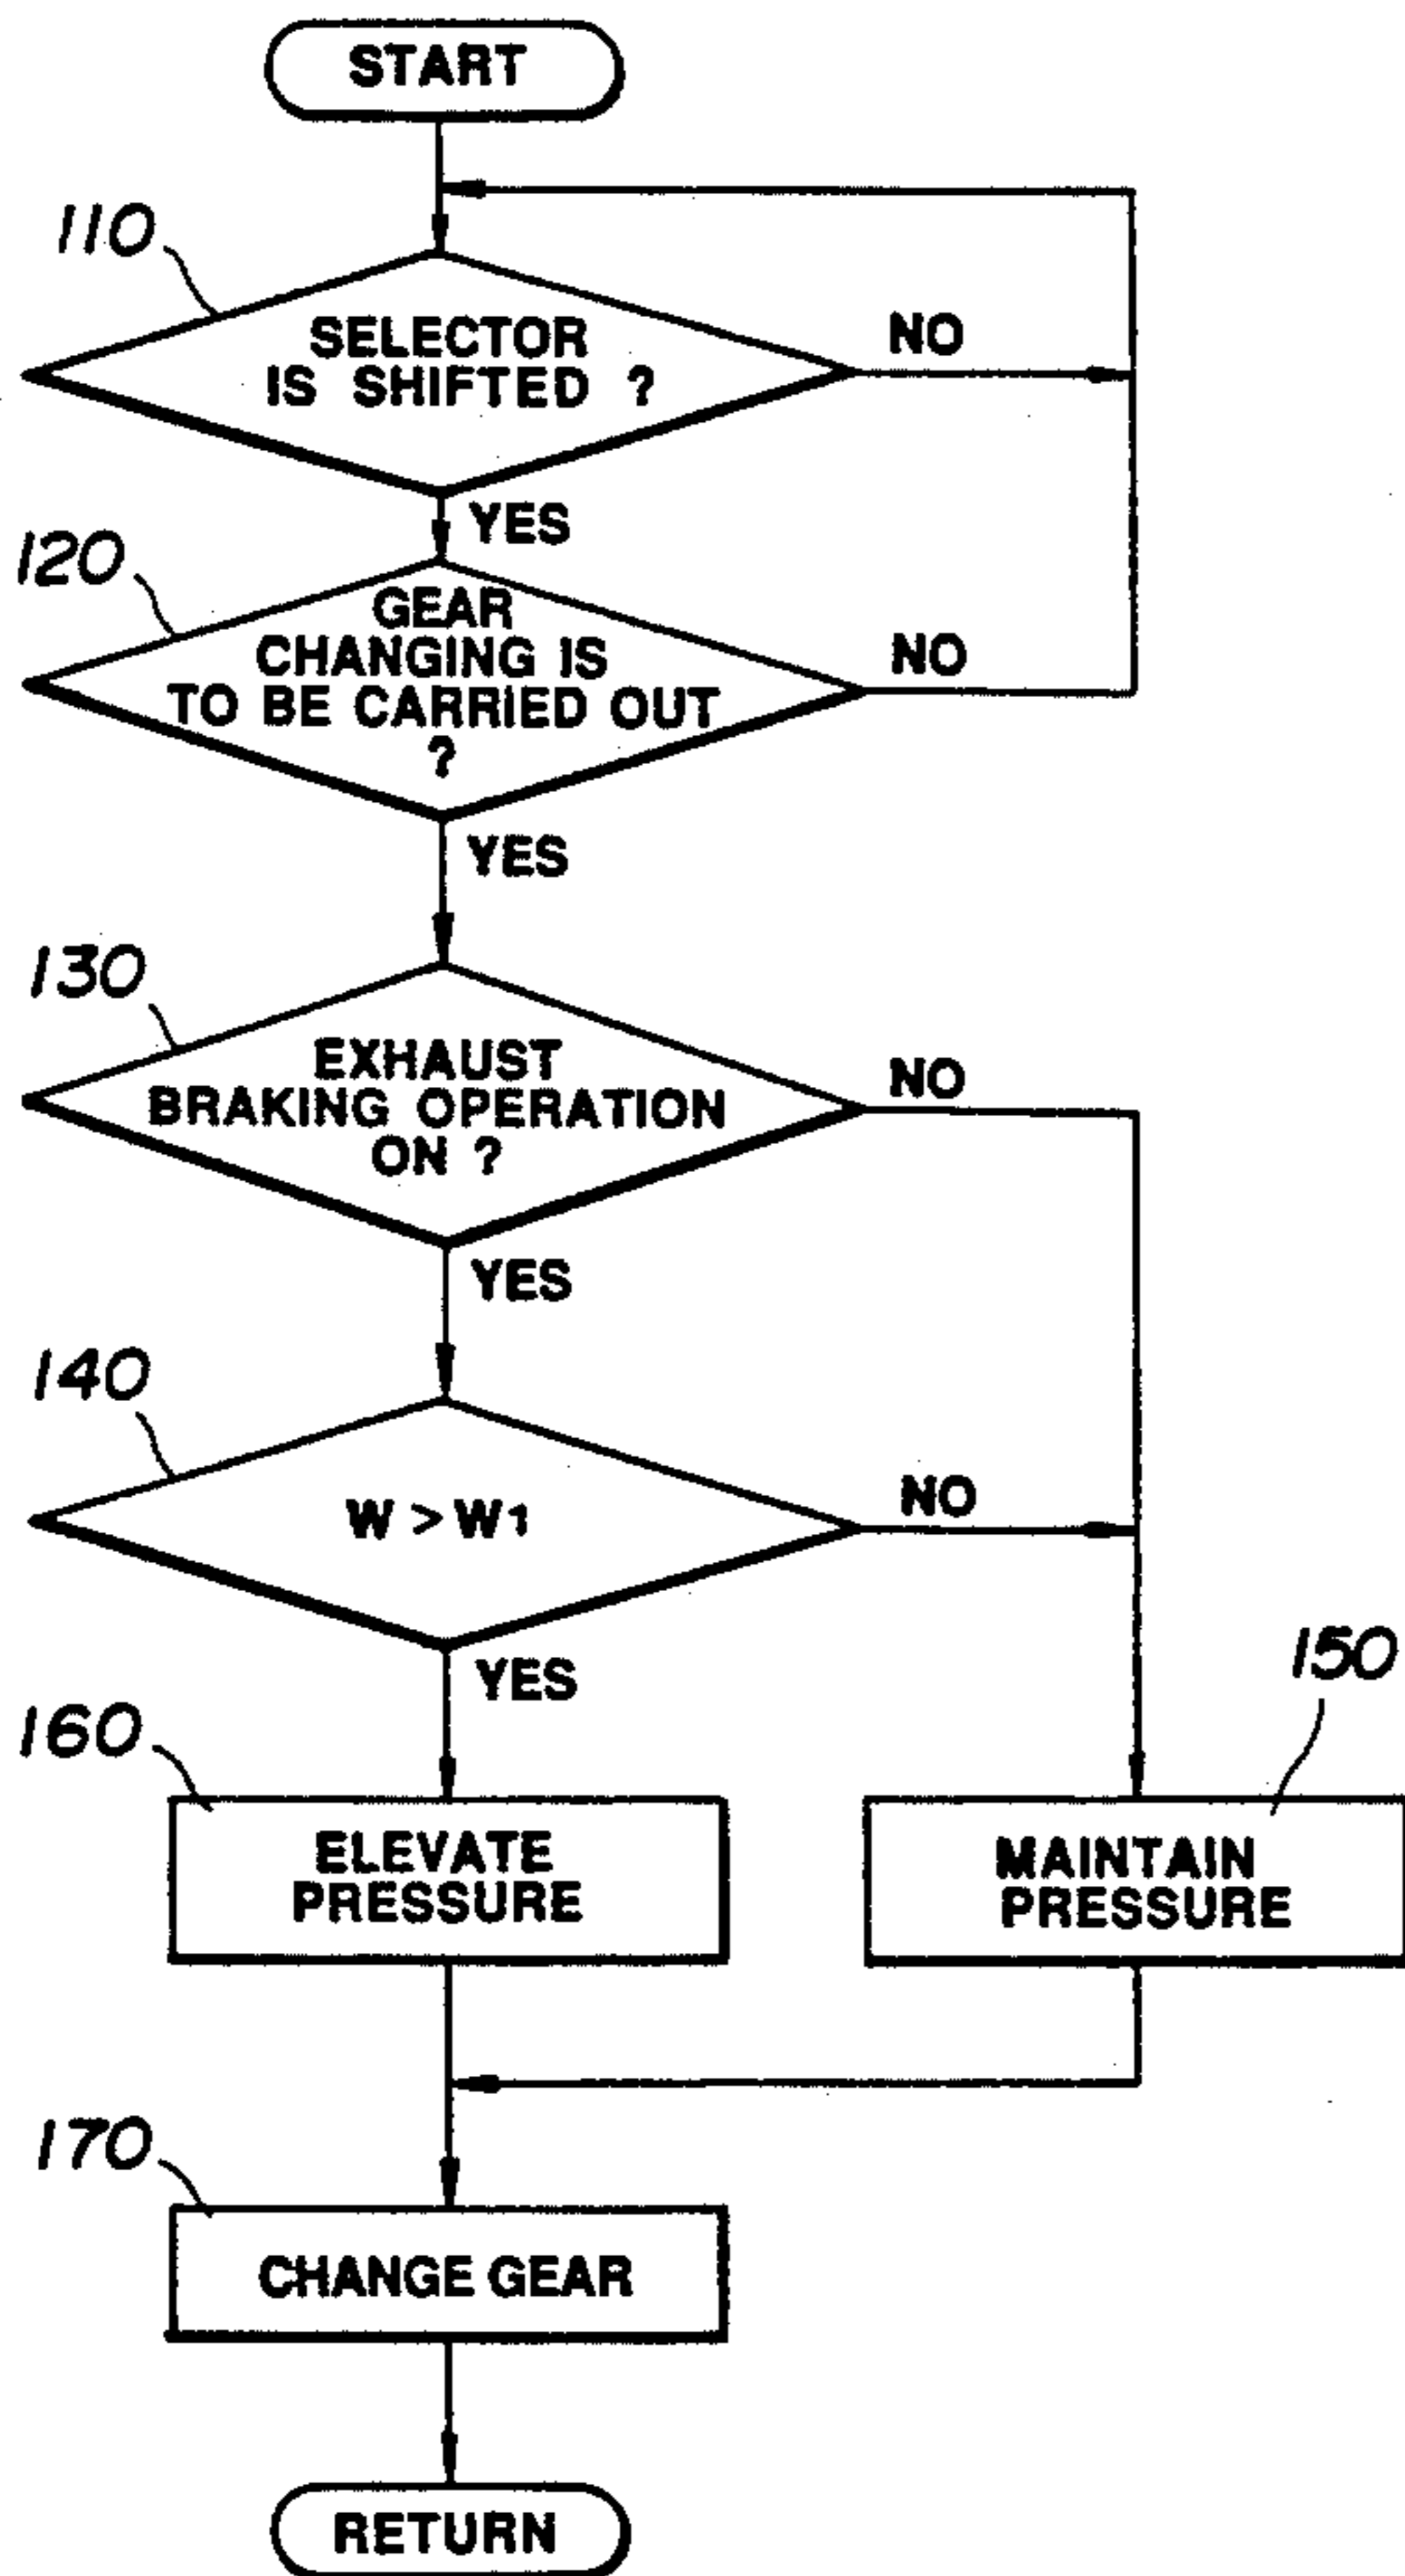 START
110
SELECTOR
IS SHIFTED ?
NO
YES
120
GEAR
CHANGING IS
TO BE CARRIED OUT
?
NO
YES
130
EXHAUST
BRAKING OPERATION
ON ?
NO
YES
140
W > W1
NO
YES
150
160
ELEVATE
PRESSURE
MAINTAIN
PRESSURE
170
CHANGE GEAR
RETURN